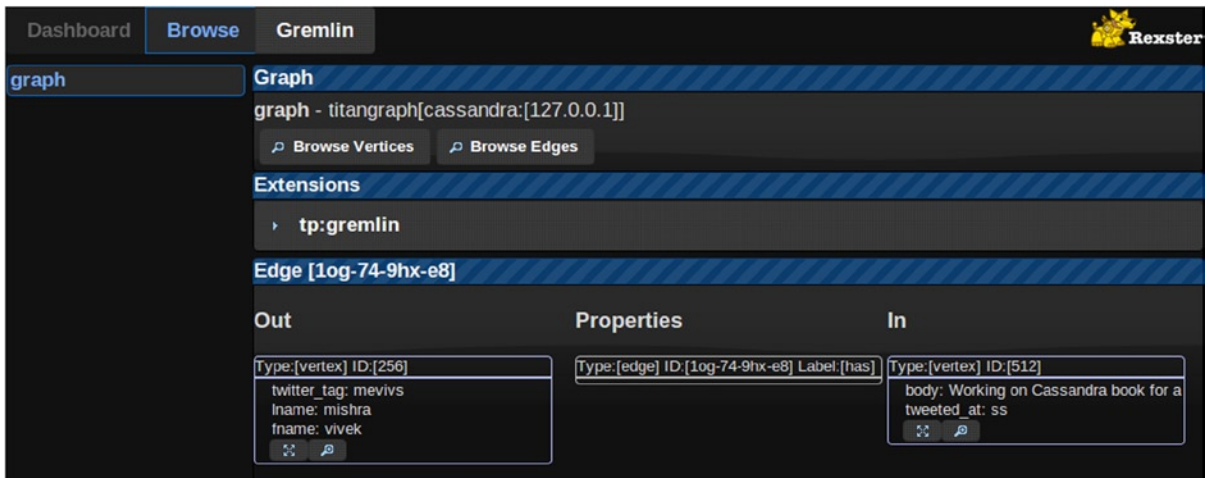 Dashboard Browse Gremlin Rexster
graph
Graph
graph - titangraph[cassandra:[127.0.0.1]]
Browse Vertices Browse Edges
Extensions
tp:gremlin
Edge [1og-74-9hx-e8]
Out Properties In
Type:[vertex] ID:[256] Type:[edge] ID:[1og-74-9hx-e8] Label:[has] Type:[vertex] ID:[512]
twitter_tag: mevivs
lname: mishra
fname: vivek
body: Working on Cassandra book for a
tweeted_at: ss